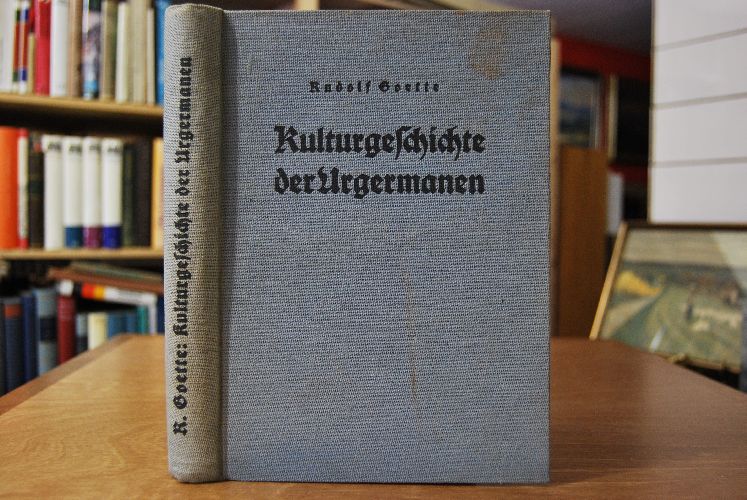 Rudolf Goette
Kulturgeſchichte
der Urgermanen
R. Goette: Kulturgeſchichte der Urgermanen